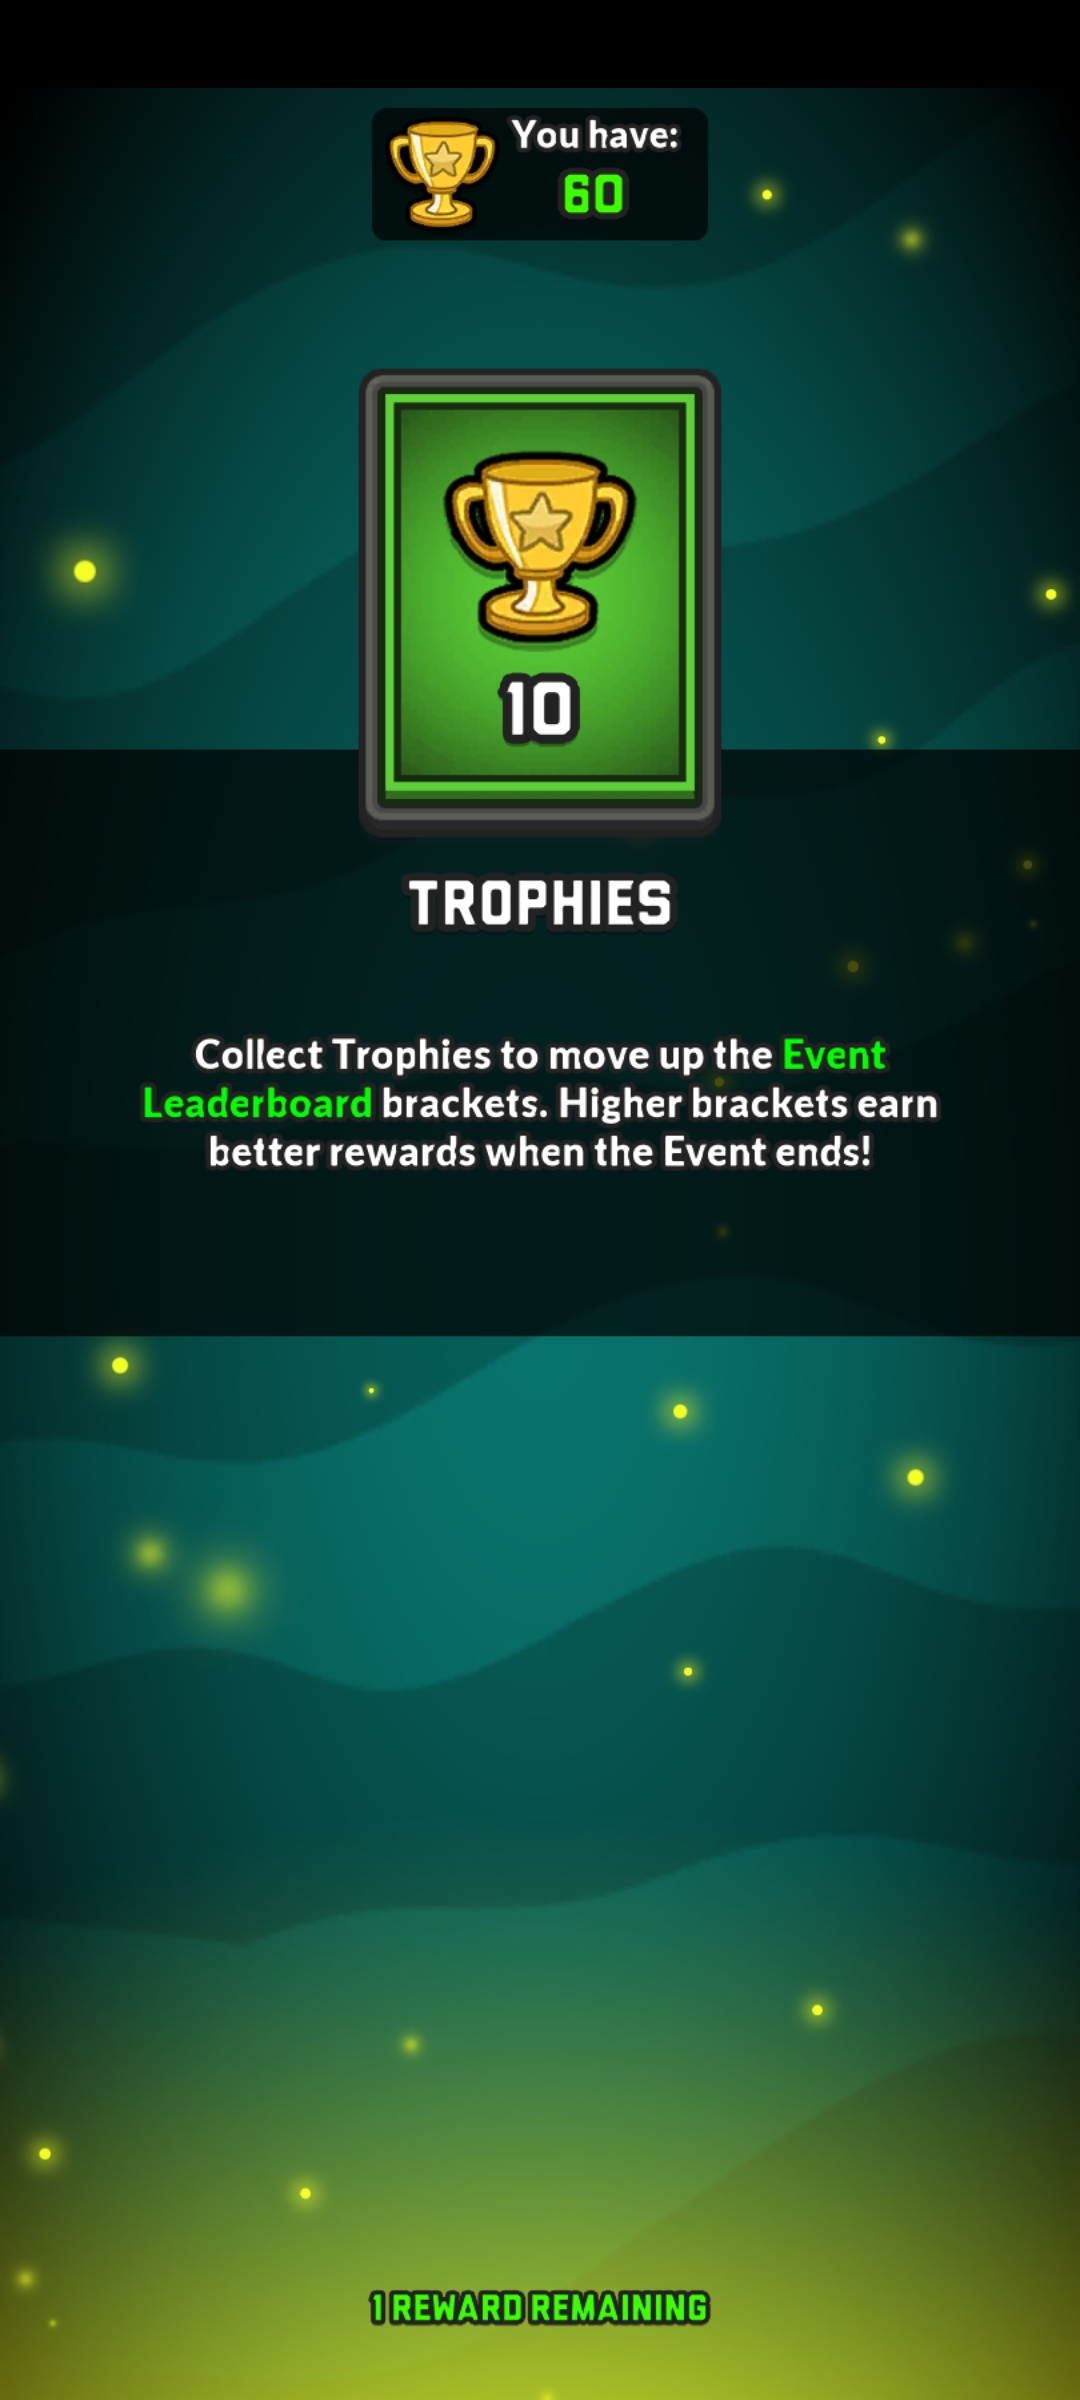 You have:
60
10
TROPHIES
Collect Trophies to move up the Event
Leaderboard brackets. Higher brackets earn
better rewards when the Event ends!
1 REWARD REMAINING